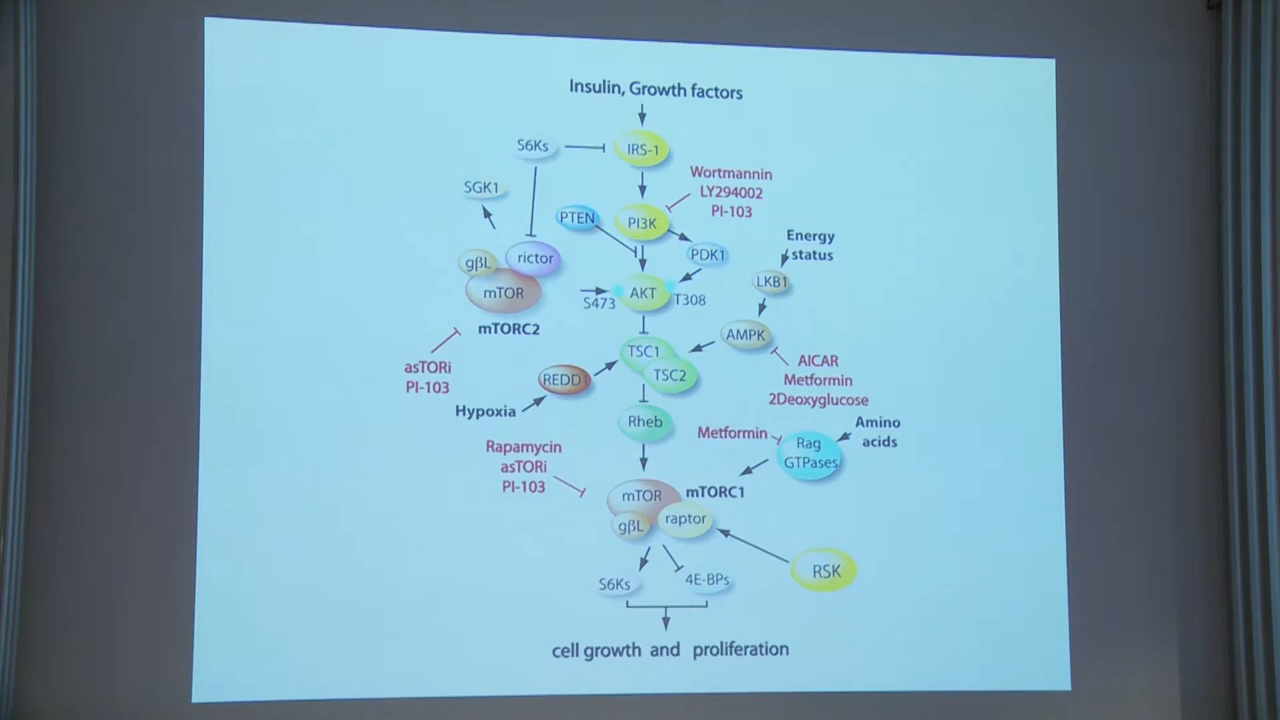 Insulin, Growth factors
S6Ks
IRS-1
Wortmannin
LY294002
PI-103
SGK1
PTEN
PI3K
Energy
status
gβL
rictor
PDK1
LKB1
mTOR
S473
AKT
T308
mTORC2
AMPK
TSC1
TSC2
asTORi
PI-103
REDD1
AICAR
Metformin
2Deoxyglucose
Hypoxia
Rheb
Metformin
Amino
acids
Rag
GTPases
Rapamycin
asTORi
PI-103
mTOR
mTORC1
gβL
raptor
RSK
S6Ks
4E-BPs
cell growth and proliferation